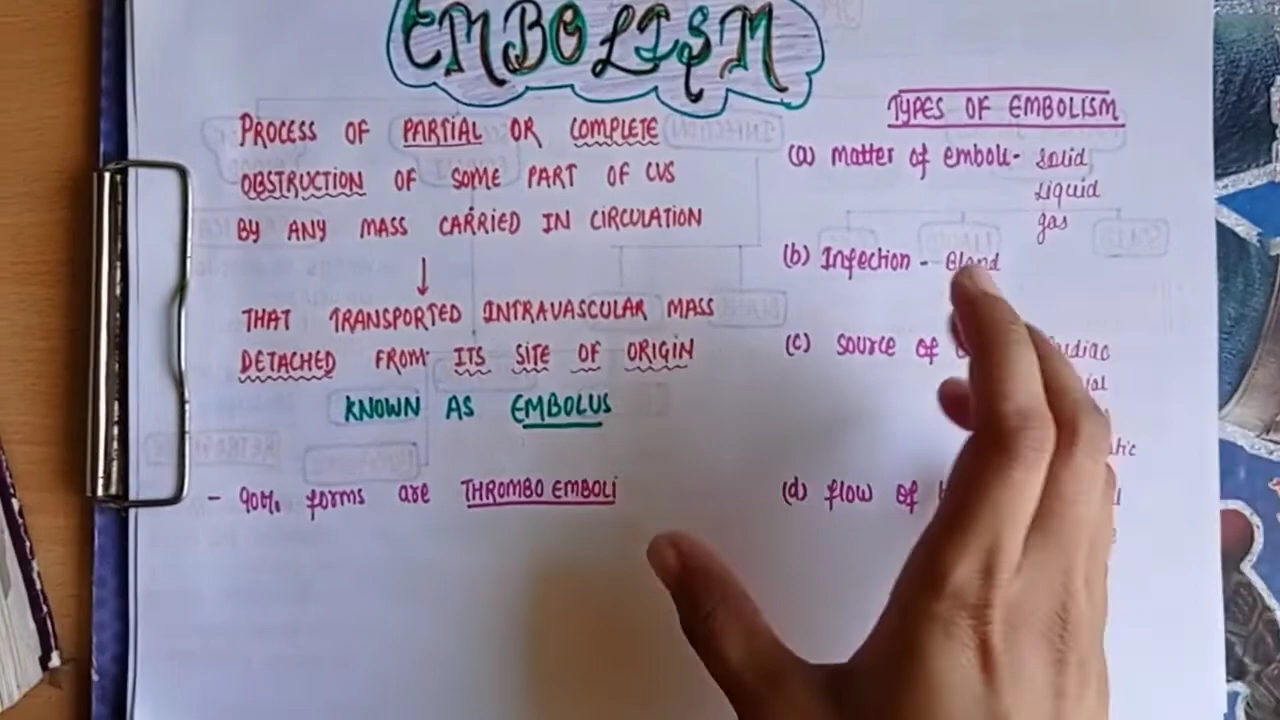 EMBOLISM
PROCESS OF PARTIAL OR COMPLETE
OBSTRUCTION OF SOME PART OF CVS
BY ANY MASS CARRIED IN CIRCULATION
THAT TRANSPORTED INTRAVASCULAR MASS
DETACHED FROM ITS SITE OF ORIGIN
KNOWN AS EMBOLUS
- 90% forms are THROMBOEMBOLI
TYPES OF EMBOLISM
(a) matter of emboli - solid
liquid
gas
(b) Infection - Bland
(c) source of
(d) flow of